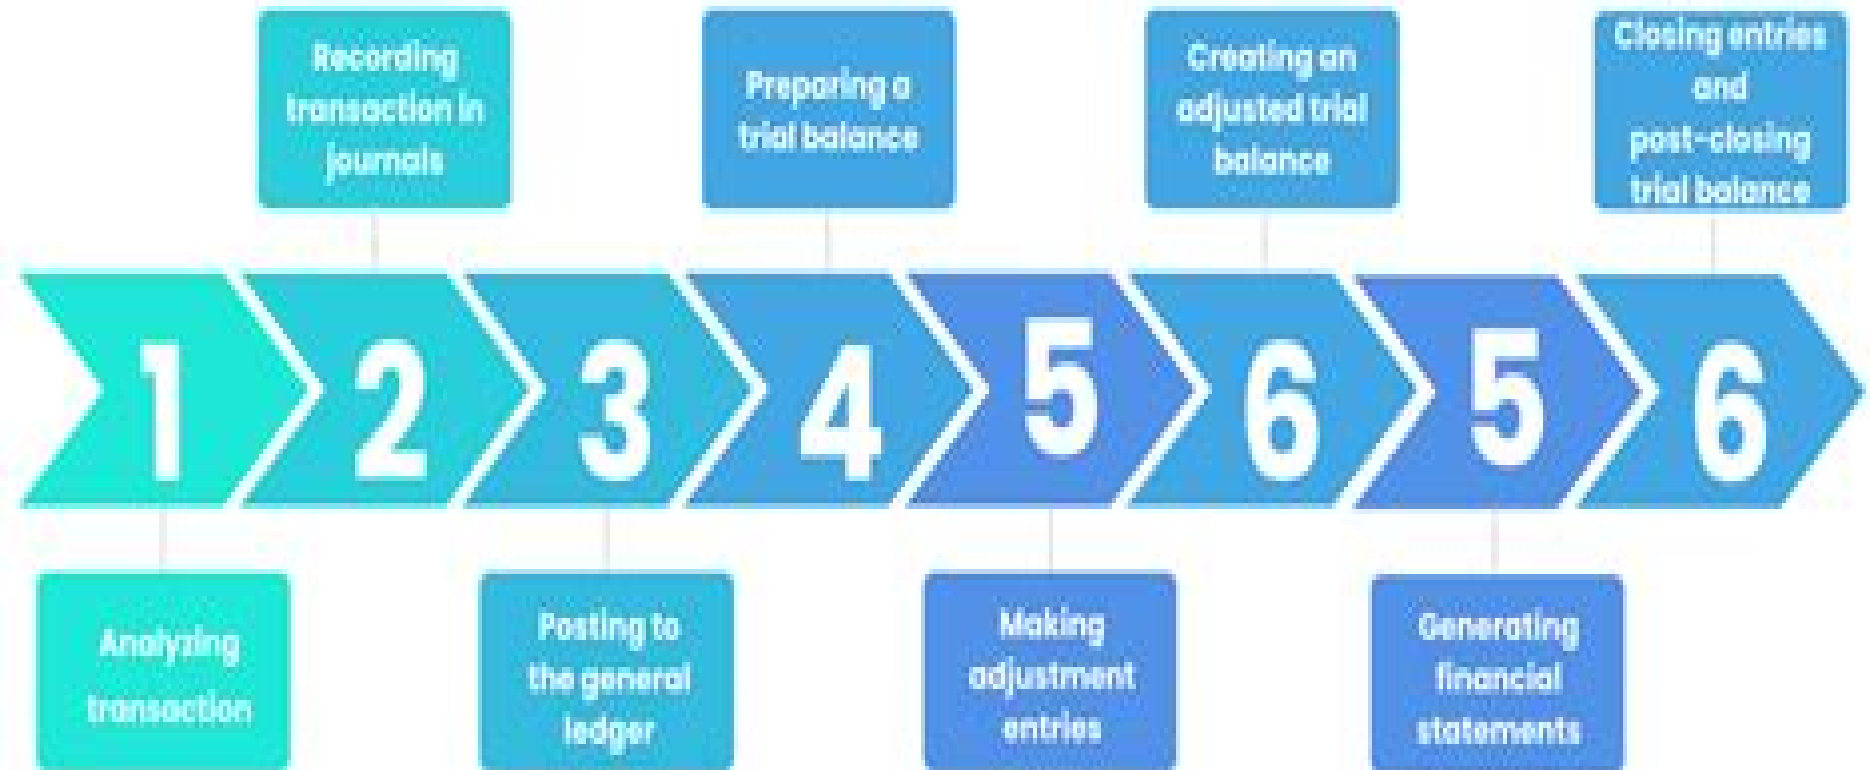 Recording
transaction in
journals
Preparing a
trial balance
Creating an
adjusted trial
balance
Closing entries
and
post-closing
trial balance
1
2
3
4
5
6
5
6
Analyzing
transaction
Posting to
the general
ledger
Making
adjustment
entries
Generating
financial
statements